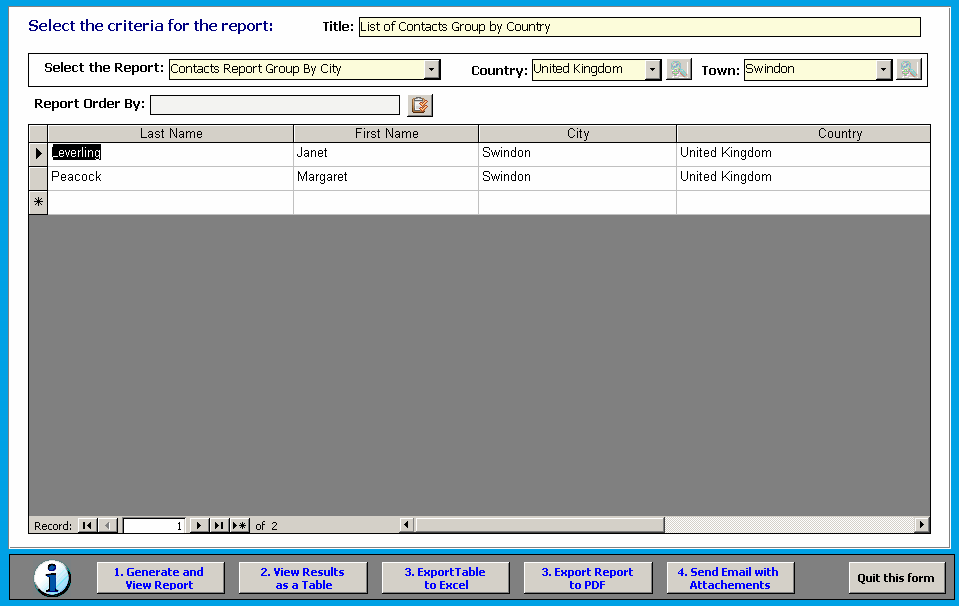 Select the criteria for the report: Title: List of Contacts Group by Country
Select the Report: Contacts Report Group By City Country: United Kingdom Town: Swindon
Report Order By:
Last Name First Name City Country
Leverling Janet Swindon United Kingdom
Peacock Margaret Swindon United Kingdom
Record: 1 of 2
1. Generate and View Report
2. View Results as a Table
3. ExportTable to Excel
3. Export Report to PDF
4. Send Email with Attachements
Quit this form